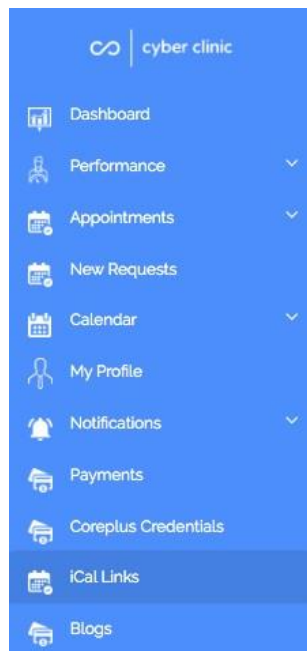 cyber clinic
Dashboard
Performance
Appointments
New Requests
Calendar
My Profile
Notifications
Payments
Coreplus Credentials
iCal Links
Blogs